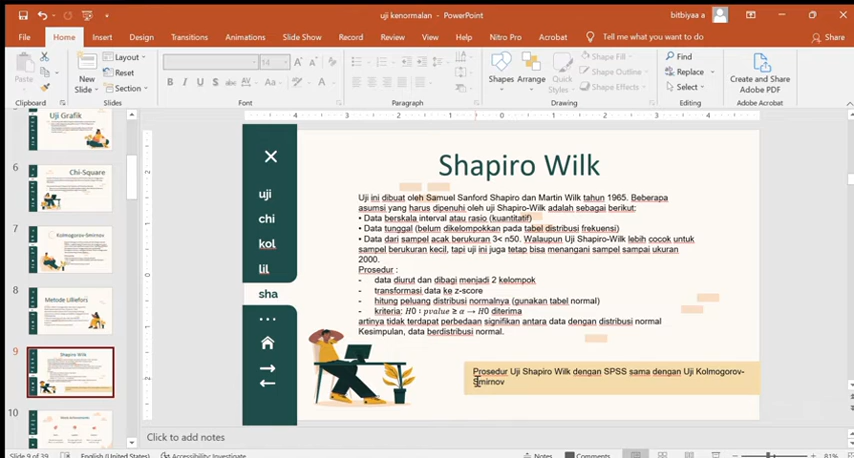 uji kenormalan - PowerPoint
bitbiyaa a
File Home Insert Design Transitions Animations Slide Show Review View Help Nitro Pro Acrobat Tell me what you want to do Share
Paste
New
Slide
Layout
Reset
Section
14
Shapes
Arrange
Quick
Styles
Shape Fill
Shape Outline
Shape Effects
Find
Replace
Select
Create and Share
Adobe PDF
Clipboard Slides Font Paragraph Drawing Editing Adobe Acrobat
Uji Grafik
6
Chi-Square
7
Kolmogorov-Smirnov
8
Metode Lilliefors
9
Shapiro Wilk
10
uji
chi
kol
lil
sha
Shapiro Wilk
Uji ini dibuat oleh Samuel Sanford Shapiro dan Martin Wilk tahun 1965. Beberapa
asumsi yang harus dipenuhi oleh uji Shapiro-Wilk adalah sebagai berikut:
• Data berskala interval atau rasio (kuantitatif)
• Data tunggal (belum dikelompokkan pada tabel distribusi frekuensi)
• Data dari sampel acak berukuran 3< n50. Walaupun Uji Shapiro-Wilk lebih cocok untuk
sampel berukuran kecil, tapi uji ini juga tetap bisa menangani sampel sampai ukuran
2000.
Prosedur :
- data diurut dan dibagi menjadi 2 kelompok
- transformasi data ke z-score
- hitung peluang distribusi normalnya (gunakan tabel normal)
- kriteria: H0 : pvalue ≥ α → H0 diterima
artinya tidak terdapat perbedaan signifikan antara data dengan distribusi normal
Kesimpulan, data berdistribusi normal.
Prosedur Uji Shapiro Wilk dengan SPSS sama dengan Uji Kolmogorov-
Smirnov
Click to add notes
Slide 9 of 39 English (United States) Accessibility: Investigate Notes Comments 81%